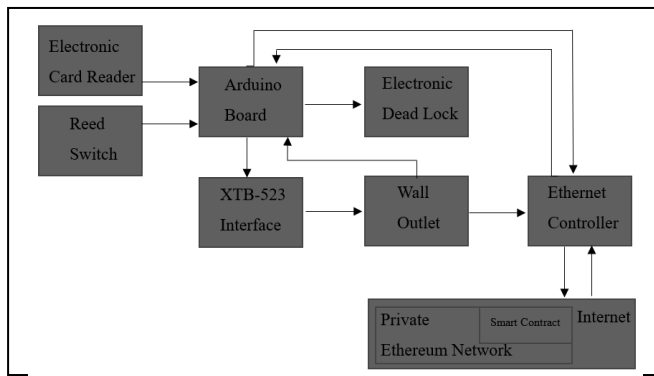 Electronic
Card Reader
Arduino
Board
Electronic
Dead Lock
Reed
Switch
XTB-523
Interface
Wall
Outlet
Ethernet
Controller
Private
Ethereum Network
Smart Contract
Internet